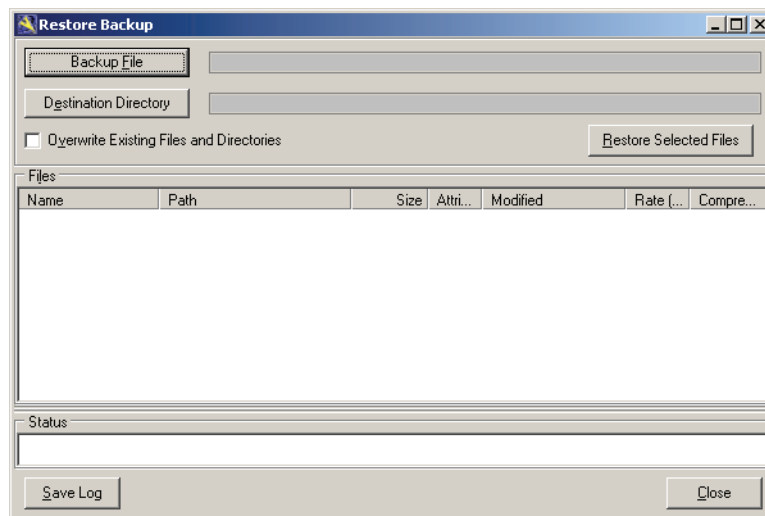 Restore Backup
Backup File
Destination Directory
Overwrite Existing Files and Directories
Restore Selected Files
Files
Name Path Size Attri... Modified Rate (... Compre...
Status
Save Log
Close